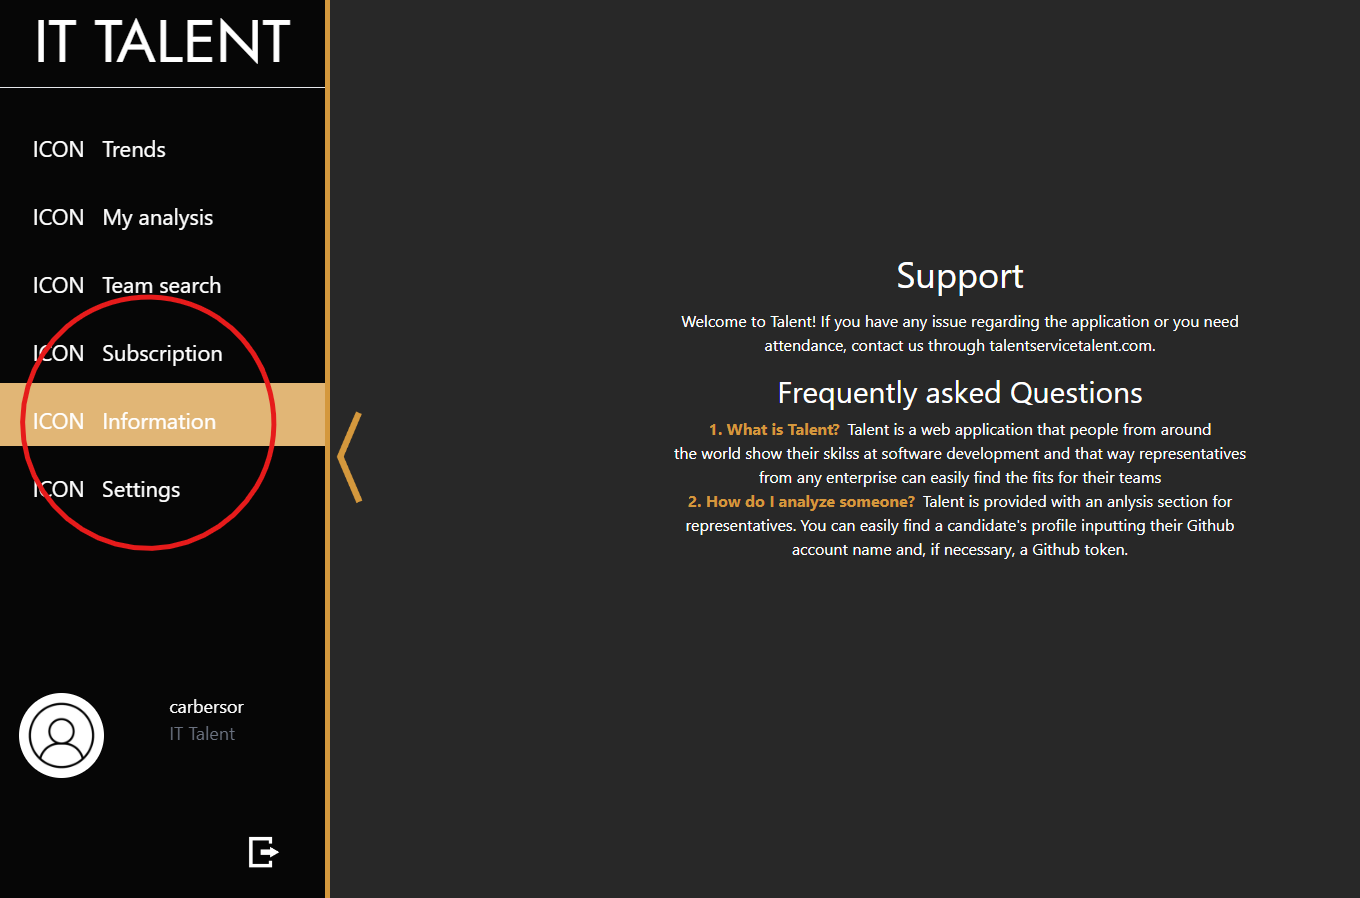 IT TALENT
ICON Trends
ICON My analysis
ICON Team search
ICON Subscription
ICON Information
ICON Settings
carbersor
IT Talent
Support
Welcome to Talent! If you have any issue regarding the application or you need
attendance, contact us through talentservicetalent.com.
Frequently asked Questions
1. What is Talent? Talent is a web application that people from around
the world show their skilss at software development and that way representatives
from any enterprise can easily find the fits for their teams
2. How do I analyze someone? Talent is provided with an anlysis section for
representatives. You can easily find a candidate's profile inputting their Github
account name and, if necessary, a Github token.